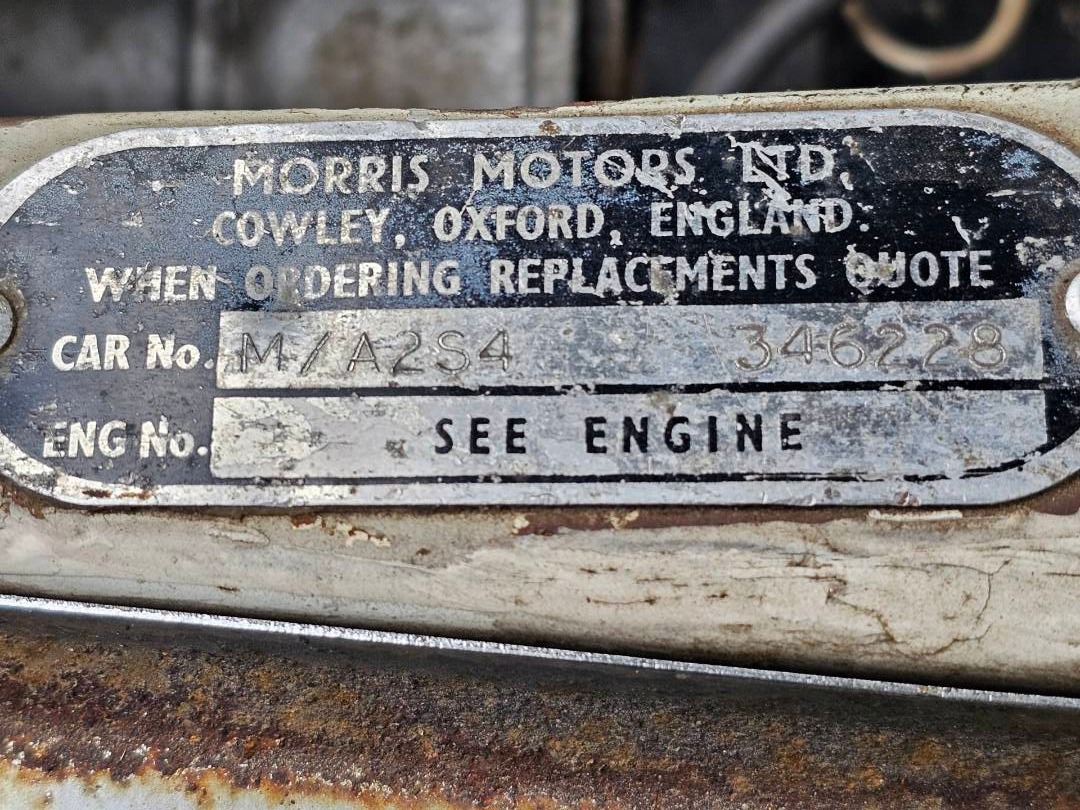 MORRIS MOTORS LTD,
COWLEY, OXFORD, ENGLAND.
WHEN ORDERING REPLACEMENTS QUOTE
CAR No. M/A2S4 346228
ENG No. SEE ENGINE